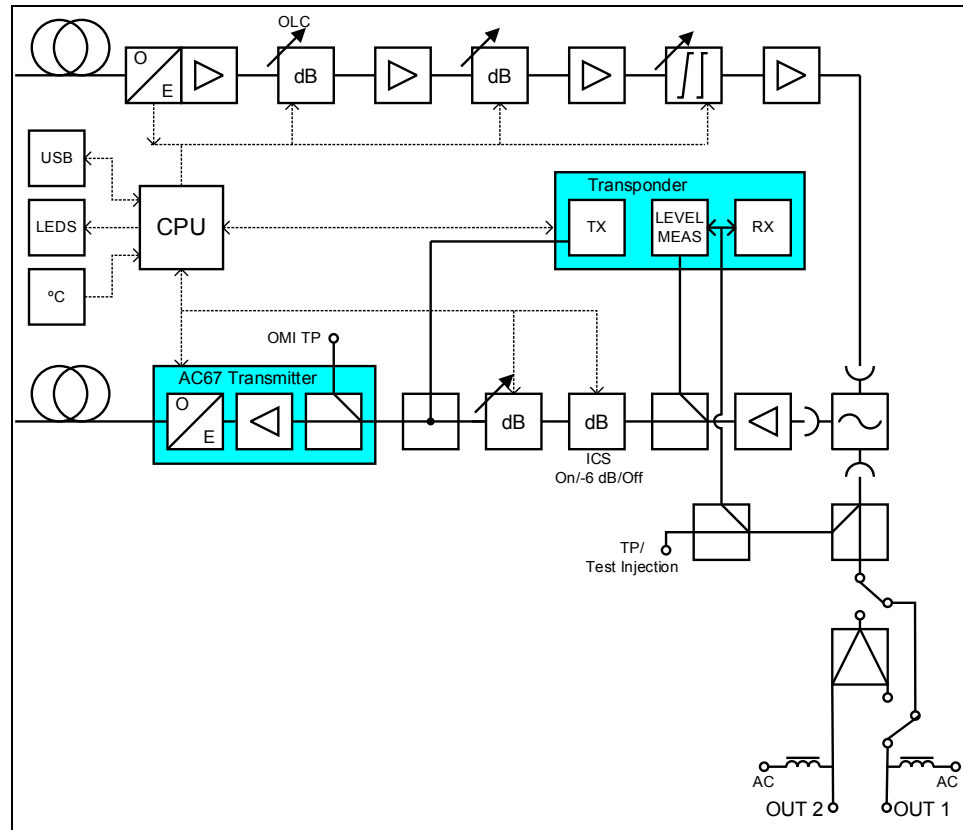 OLC
O
E
dB
dB
USB
LEDS
ºC
CPU
Transponder
TX
LEVEL
MEAS
RX
OMI TP
AC67 Transmitter
O
E
dB
dB
ICS
On/-6 dB/Off
TP/
Test Injection
AC
AC
OUT 2
OUT 1